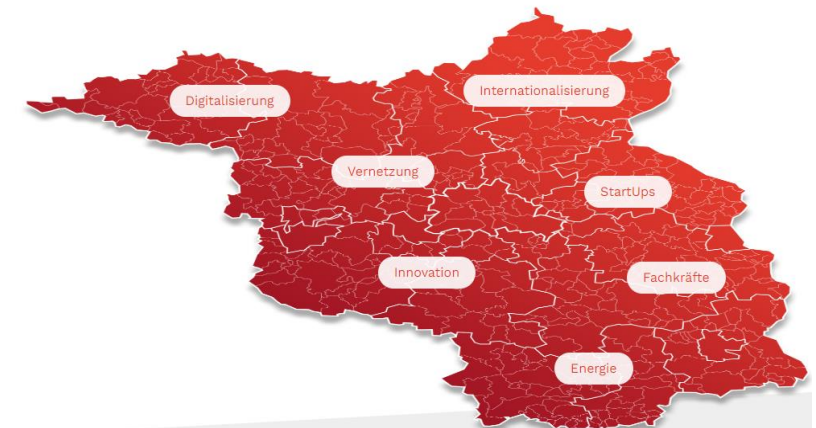 Internationalisierung
Digitalisierung
Vernetzung
StartUps
Innovation
Fachkräfte
Energie